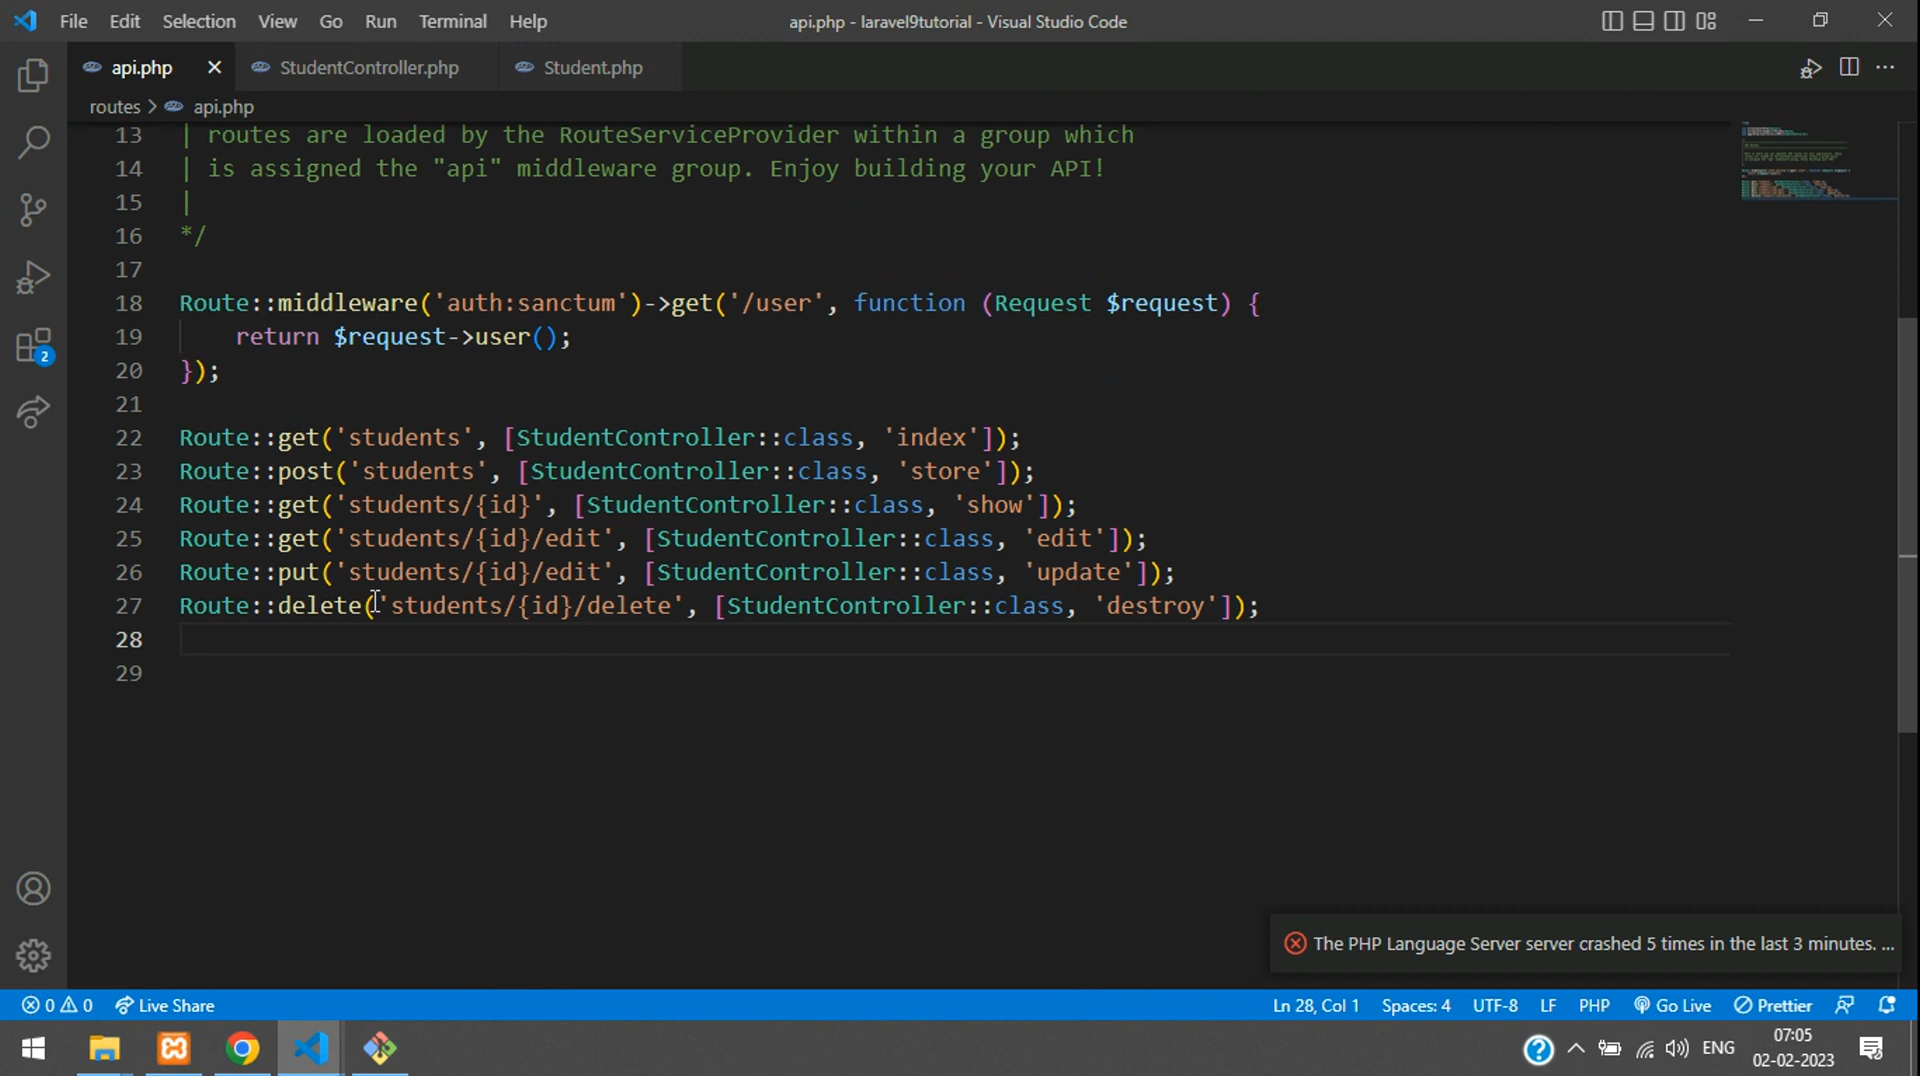 File Edit Selection View Go Run Terminal Help
api.php - laravel9tutorial - Visual Studio Code
api.php StudentController.php Student.php
routes > api.php
13 | routes are loaded by the RouteServiceProvider within a group which
14 | is assigned the "api" middleware group. Enjoy building your API!
15 |
16 */
17
18 Route::middleware('auth:sanctum')->get('/user', function (Request $request) {
19 return $request->user();
20 });
21
22 Route::get('students', [StudentController::class, 'index']);
23 Route::post('students', [StudentController::class, 'store']);
24 Route::get('students/{id}', [StudentController::class, 'show']);
25 Route::get('students/{id}/edit', [StudentController::class, 'edit']);
26 Route::put('students/{id}/edit', [StudentController::class, 'update']);
27 Route::delete('students/{id}/delete', [StudentController::class, 'destroy']);
28
29
2
The PHP Language Server server crashed 5 times in the last 3 minutes. ...
0 0 Live Share Ln 28, Col 1 Spaces: 4 UTF-8 LF PHP Go Live Prettier
ENG
07:05
02-02-2023